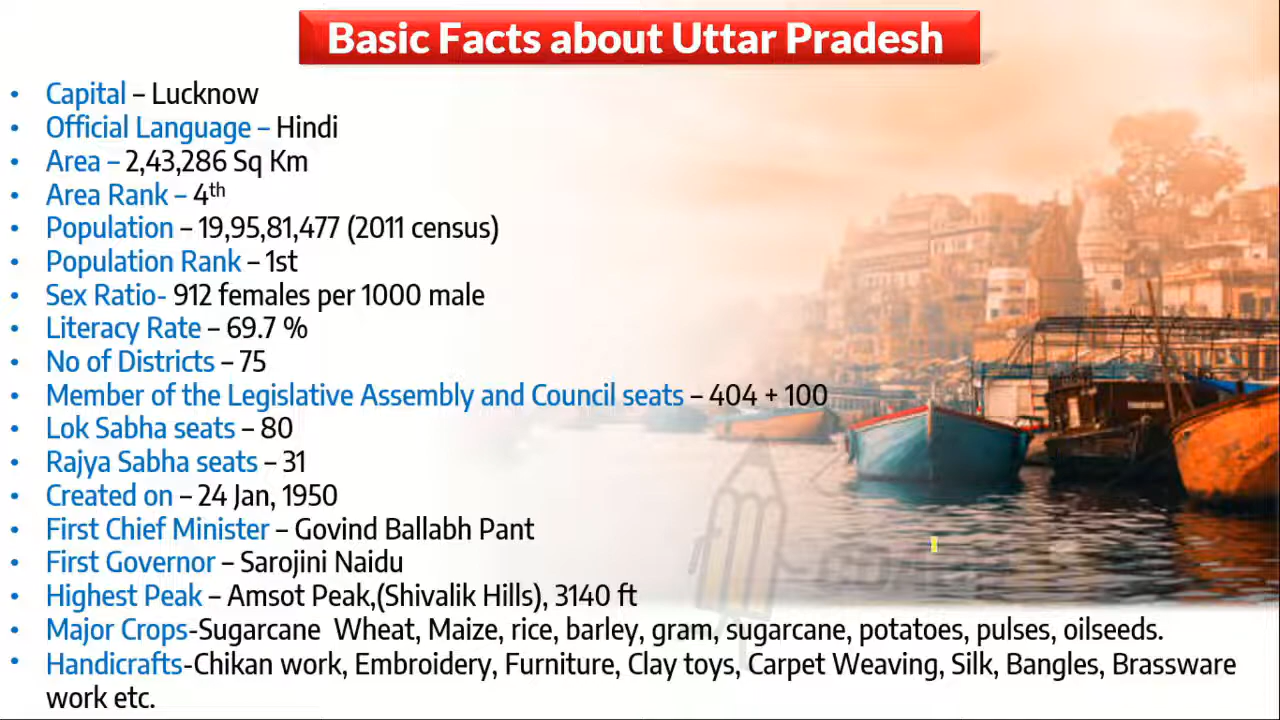 Basic Facts about Uttar Pradesh
• Capital – Lucknow
• Official Language – Hindi
• Area – 2,43,286 Sq Km
• Area Rank – 4th
• Population – 19,95,81,477 (2011 census)
• Population Rank – 1st
• Sex Ratio- 912 females per 1000 male
• Literacy Rate – 69.7 %
• No of Districts – 75
• Member of the Legislative Assembly and Council seats – 404 + 100
• Lok Sabha seats – 80
• Rajya Sabha seats – 31
• Created on – 24 Jan, 1950
• First Chief Minister – Govind Ballabh Pant
• First Governor – Sarojini Naidu
• Highest Peak – Amsot Peak,(Shivalik Hills), 3140 ft
• Major Crops-Sugarcane  Wheat, Maize, rice, barley, gram, sugarcane, potatoes, pulses, oilseeds.
• Handicrafts-Chikan work, Embroidery, Furniture, Clay toys, Carpet Weaving, Silk, Bangles, Brassware
work etc.